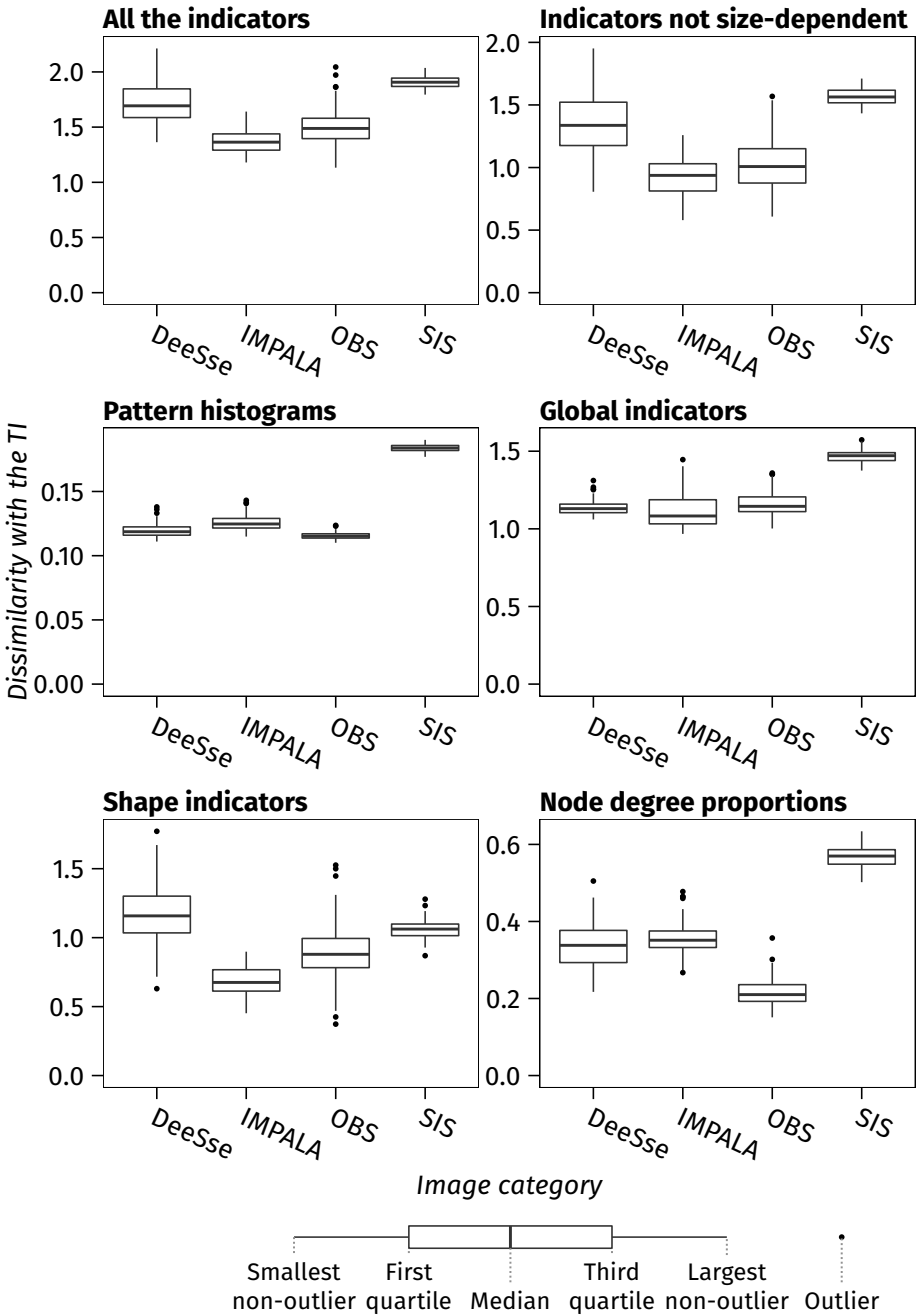 All the indicators
Indicators not size-dependent
2.0
1.5
1.0
0.5
0.0
2.0
1.5
1.0
0.5
0.0
DeeSse IMPALA OBS SIS
DeeSse IMPALA OBS SIS
Dissimilarity with the TI
Pattern histograms
Global indicators
0.15
0.10
0.05
0.00
1.5
1.0
0.5
0.0
DeeSse IMPALA OBS SIS
DeeSse IMPALA OBS SIS
Shape indicators
Node degree proportions
1.5
1.0
0.5
0.0
0.6
0.4
0.2
0.0
DeeSse IMPALA OBS SIS
DeeSse IMPALA OBS SIS
Image category
Smallest First Third Largest
non-outlier quartile Median quartile non-outlier Outlier